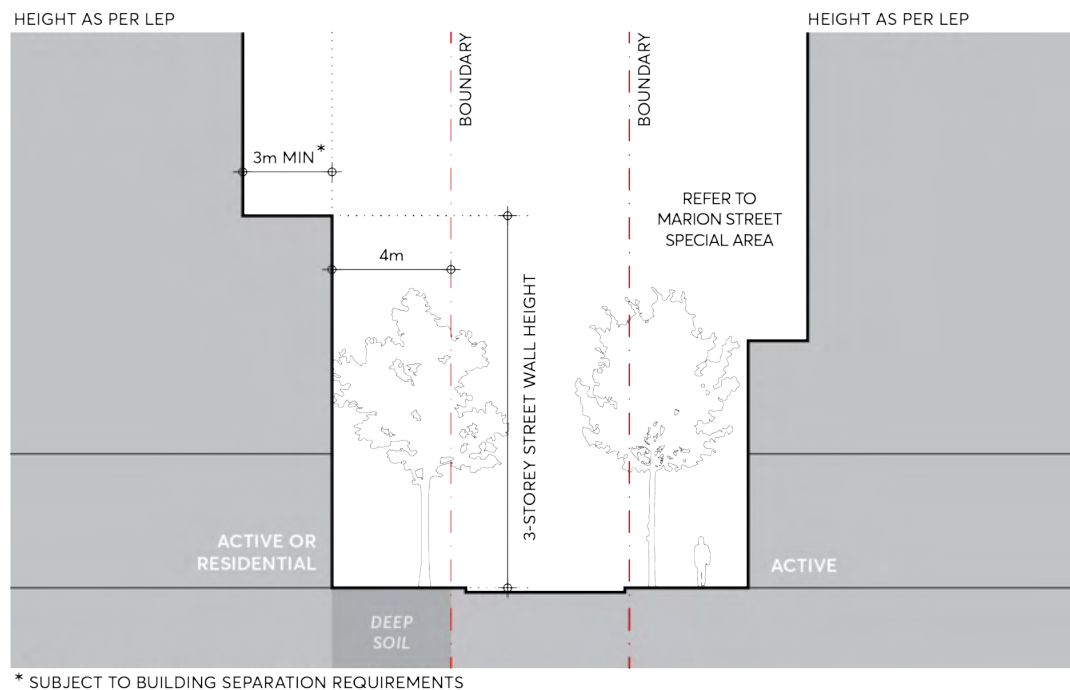 HEIGHT AS PER LEP
HEIGHT AS PER LEP
BOUNDARY
BOUNDARY
3m MIN*
REFER TO
MARION STREET
SPECIAL AREA
4m
3-STOREY STREET WALL HEIGHT
ACTIVE OR
RESIDENTIAL
ACTIVE
DEEP
SOIL
* SUBJECT TO BUILDING SEPARATION REQUIREMENTS